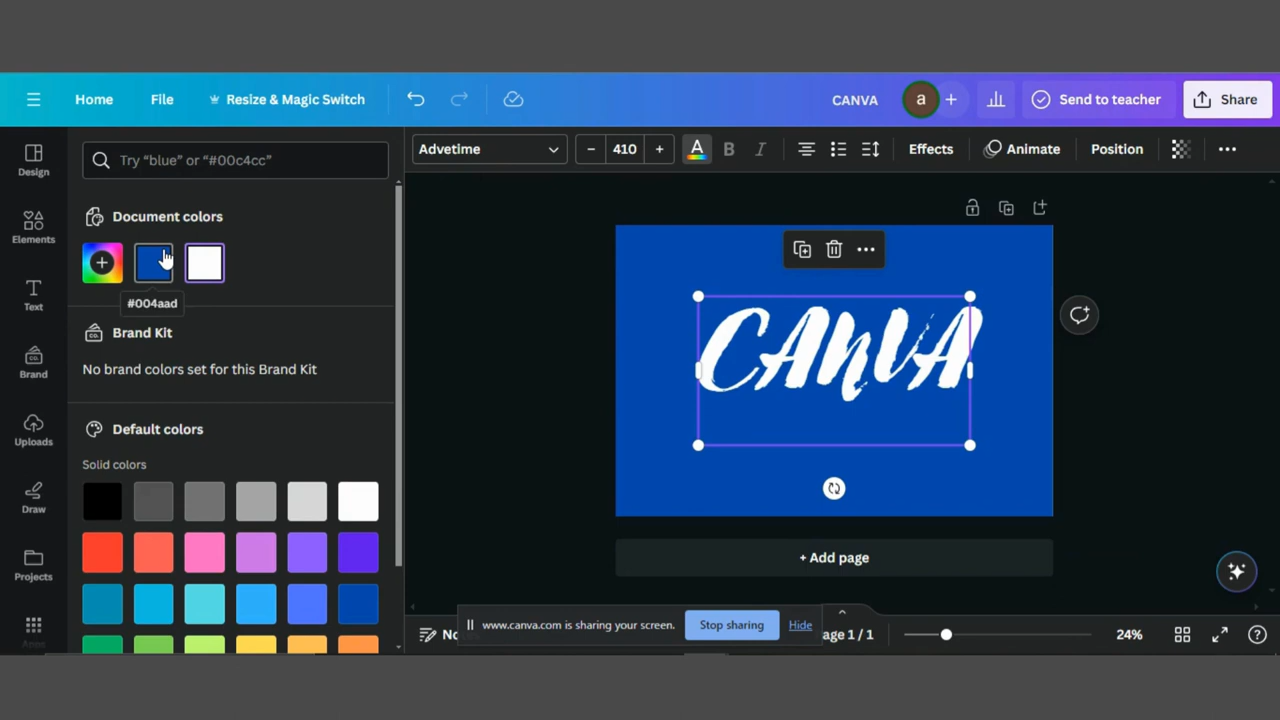 Home File Resize & Magic Switch CANVA a Send to teacher Share
Try “blue” or “#00c4cc”
Advetime 410 A B I Effects Animate Position
Design
Elements
Text
Brand
Uploads
Draw
Projects
Apps
Document colors
#004aad
Brand Kit
No brand colors set for this Brand Kit
Default colors
Solid colors
CANVA
+ Add page
www.canva.com is sharing your screen. Stop sharing Hide
1 / 1 24%